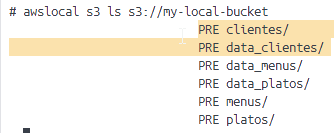 # awslocal s3 ls s3://my-local-bucket
PRE clientes/
PRE data_clientes/
PRE data_menus/
PRE data_platos/
PRE menus/
PRE platos/